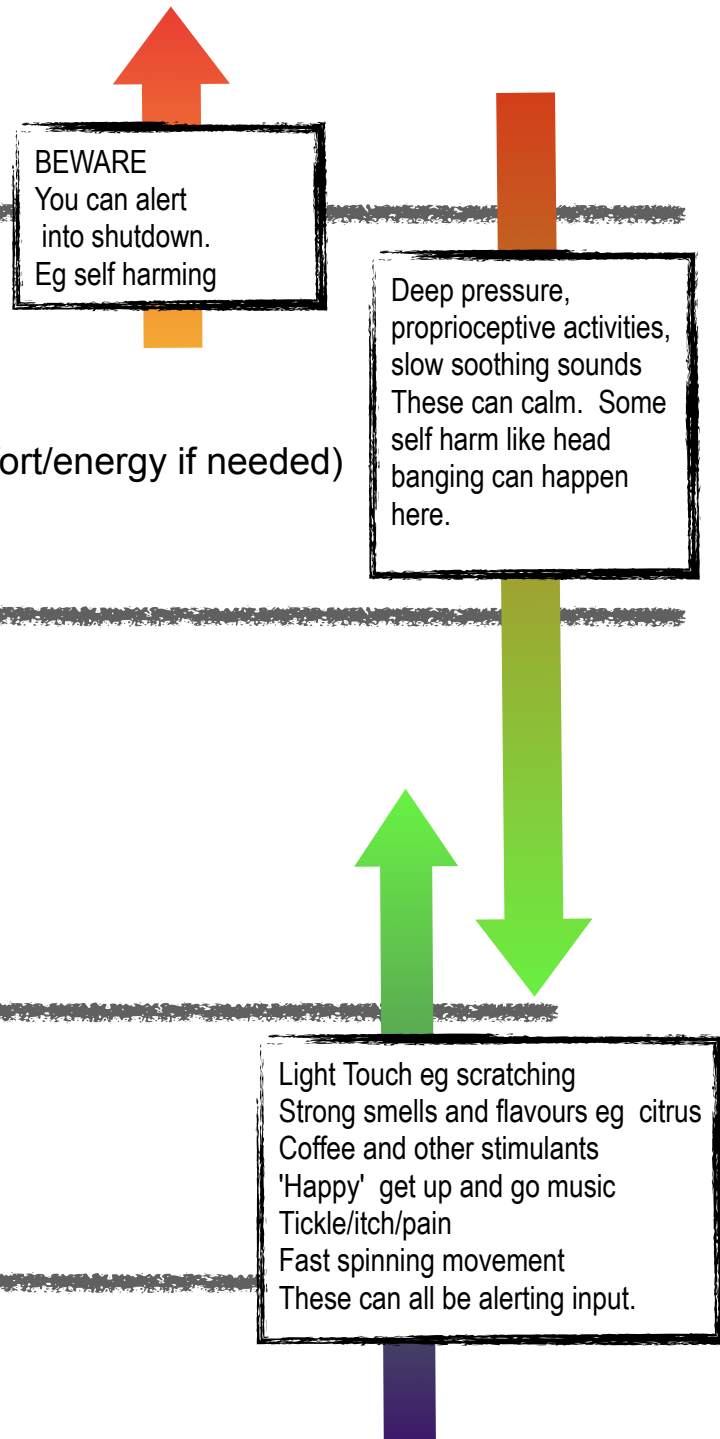 BEWARE
You can alert
into shutdown.
Eg self harming
Deep pressure,
proprioceptive activities,
slow soothing sounds
These can calm.  Some
self harm like head
banging can happen
here.
ort/energy if needed)
Light Touch eg scratching
Strong smells and flavours eg  citrus
Coffee and other stimulants
'Happy'  get up and go music
Tickle/itch/pain
Fast spinning movement
These can all be alerting input.